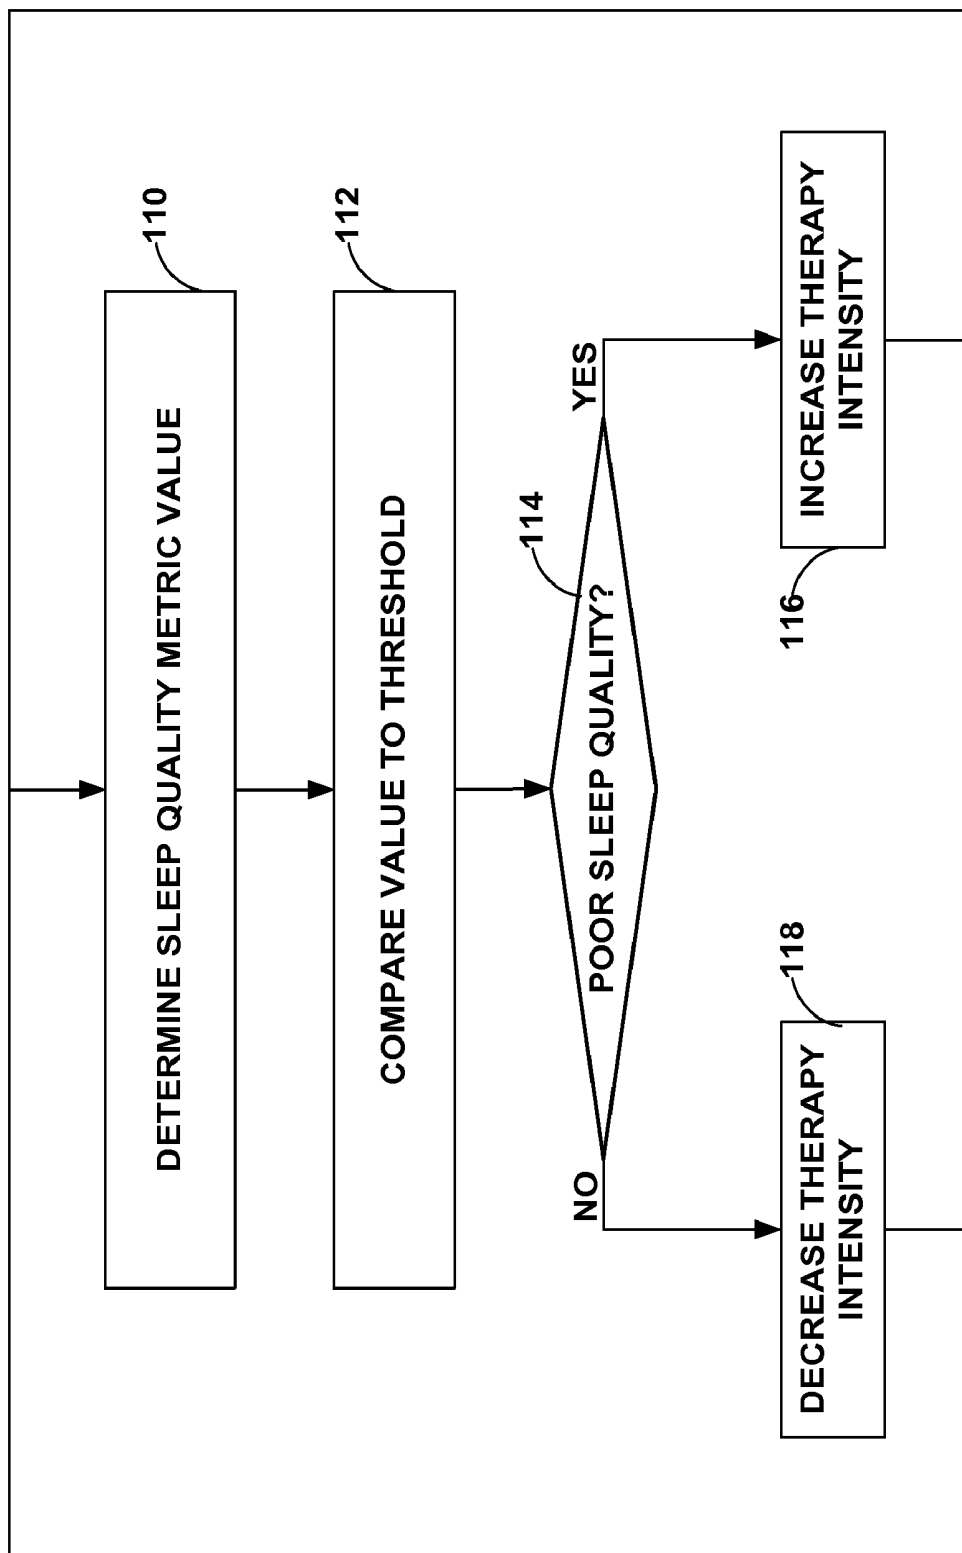 DETERMINE SLEEP QUALITY METRIC VALUE
110
COMPARE VALUE TO THRESHOLD
112
POOR SLEEP QUALITY?
114
NO
YES
DECREASE THERAPY
INTENSITY
118
116
INCREASE THERAPY
INTENSITY